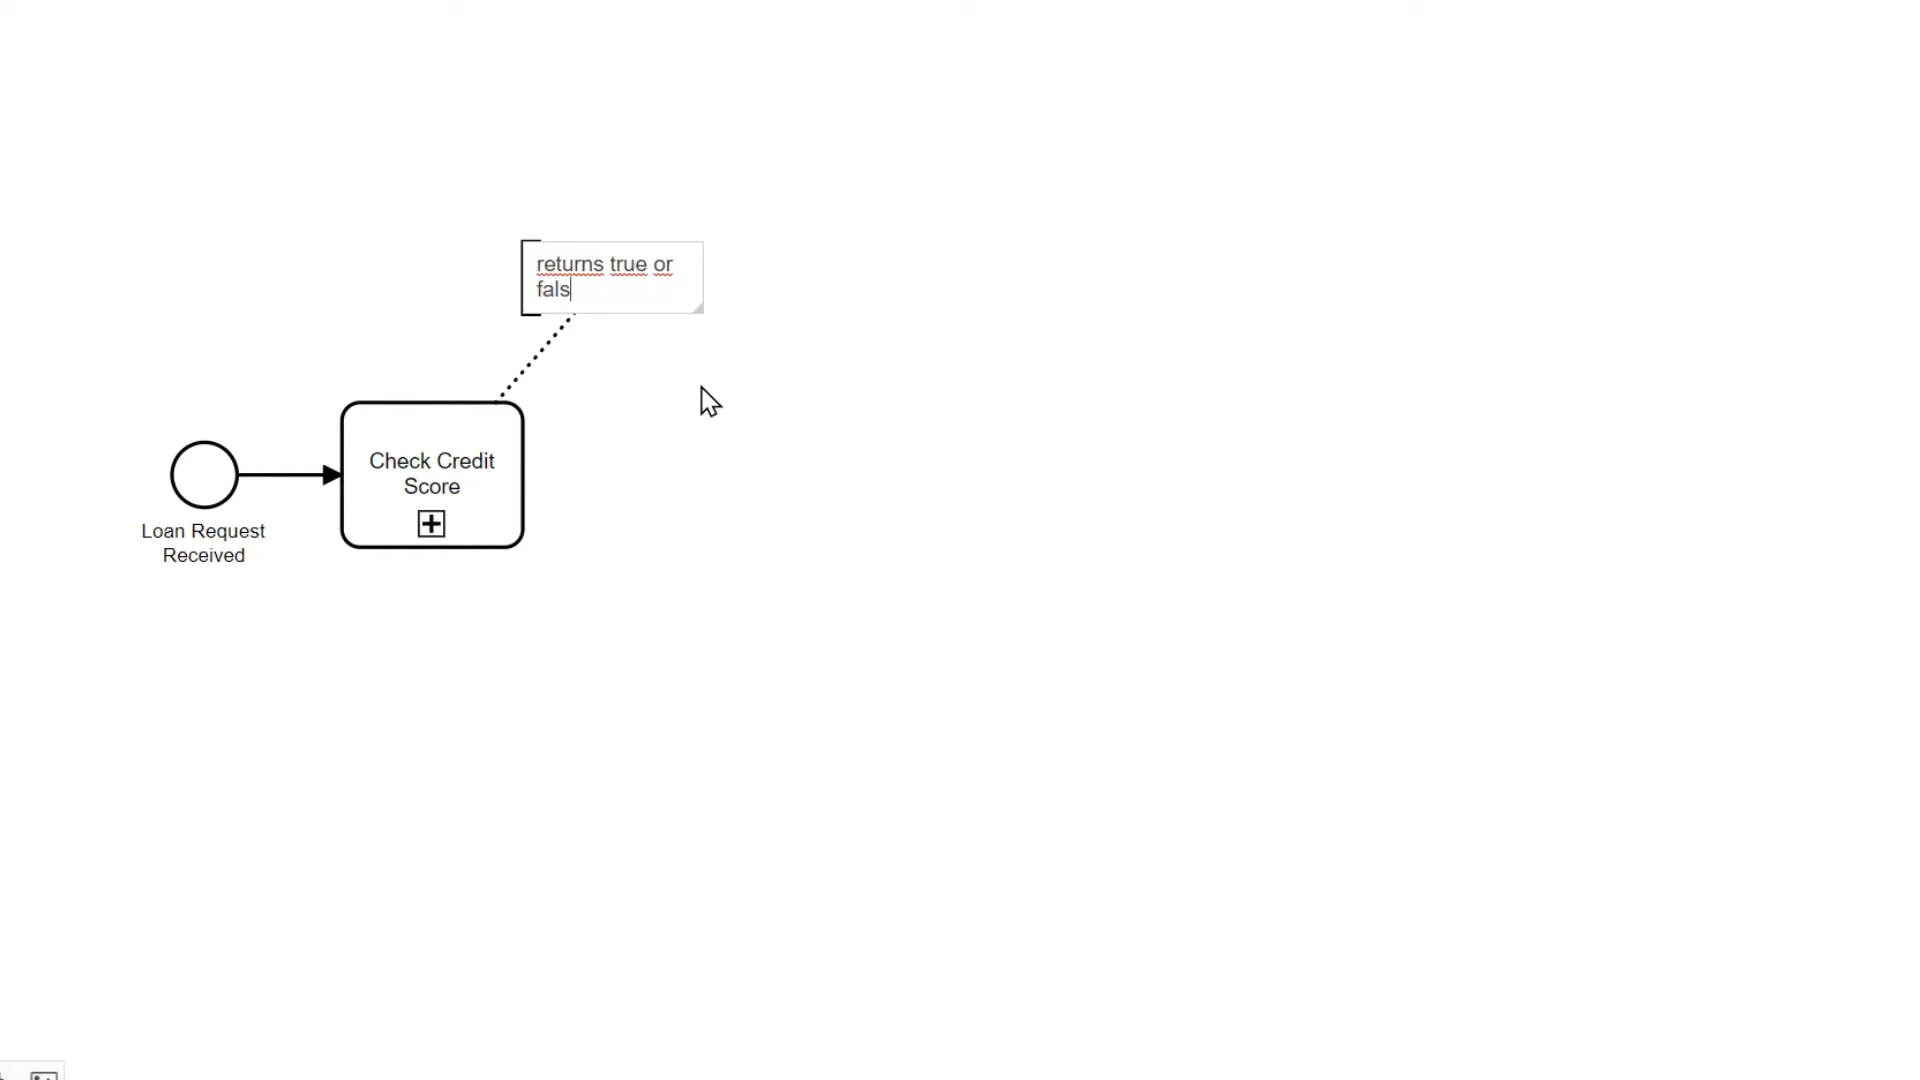 returns true or
fals
Check Credit
Score
Loan Request
Received